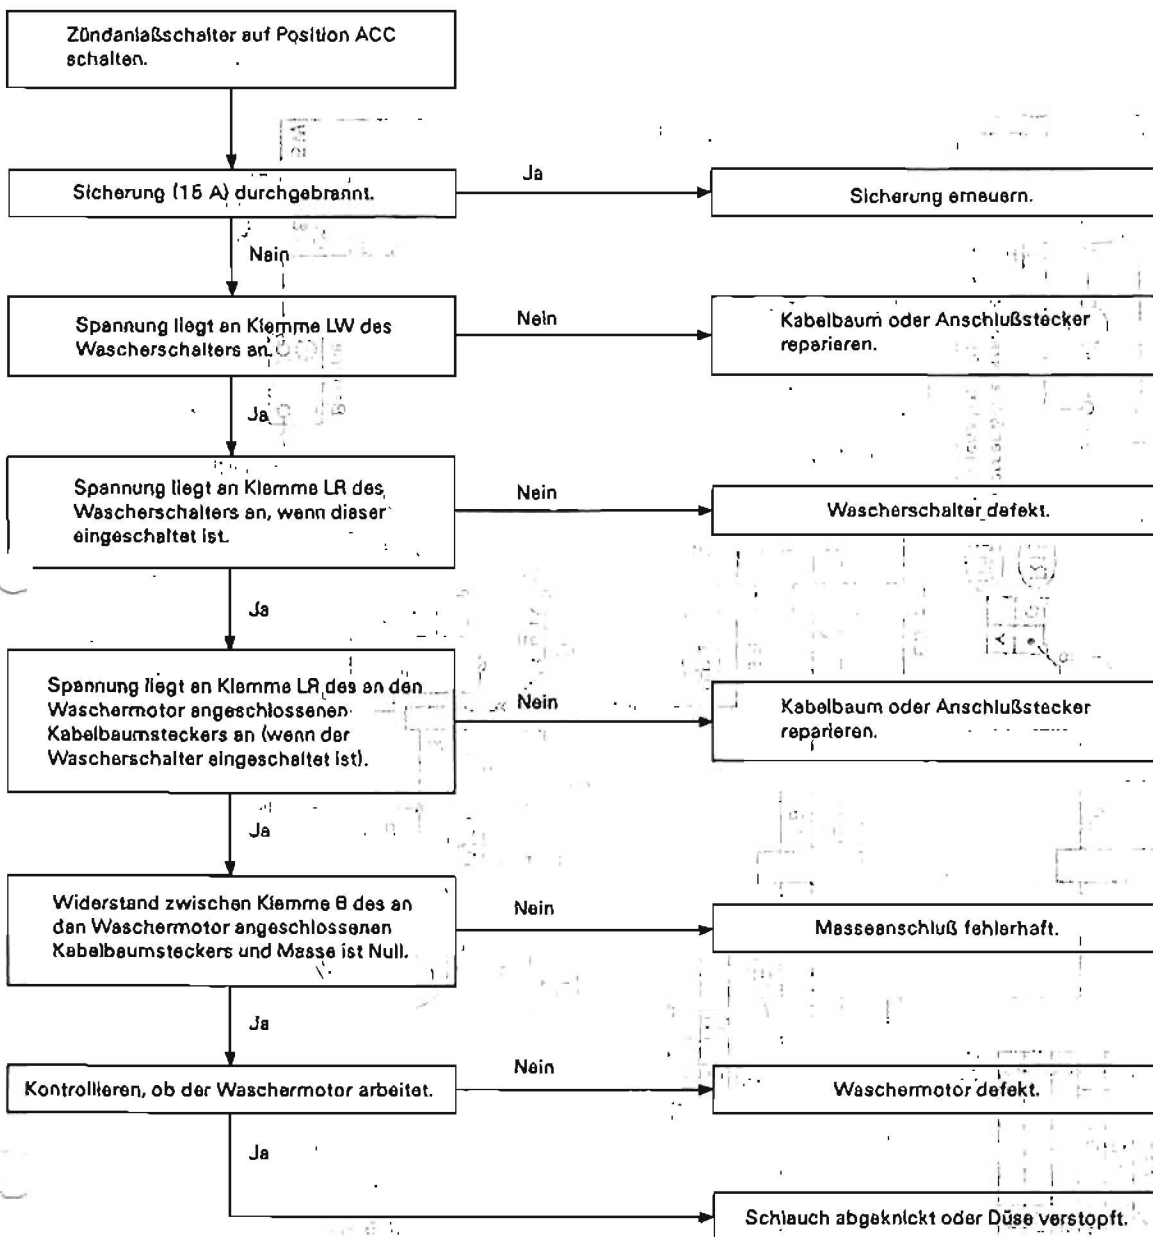 Zündanlaßschalter auf Position ACC
schalten.
Sicherung (15 A) durchgebrannt.
Ja
Sicherung erneuern.
Nein
Spannung liegt an Klemme LW des
Wascherschalters an.
Nein
Kabelbaum oder Anschlußstecker
reparieren.
Ja
Spannung liegt an Klemme LR des
Wascherschalters an, wenn dieser
eingeschaltet ist.
Nein
Wascherschalter defekt.
Ja
Spannung liegt an Klemme LR des an den
Waschermotor angeschlossenen
Kabelbaumsteckers an (wenn der
Wascherschalter eingeschaltet ist).
Nein
Kabelbaum oder Anschlußstecker
reparieren.
Ja
Widerstand zwischen Klemme B des an
den Waschermotor angeschlossenen
Kabelbaumsteckers und Masse ist Null.
Nein
Masseanschluß fehlerhaft.
Ja
Kontrollieren, ob der Waschermotor arbeitet.
Nein
Waschermotor defekt.
Ja
Schlauch abgeknickt oder Düse verstopft.